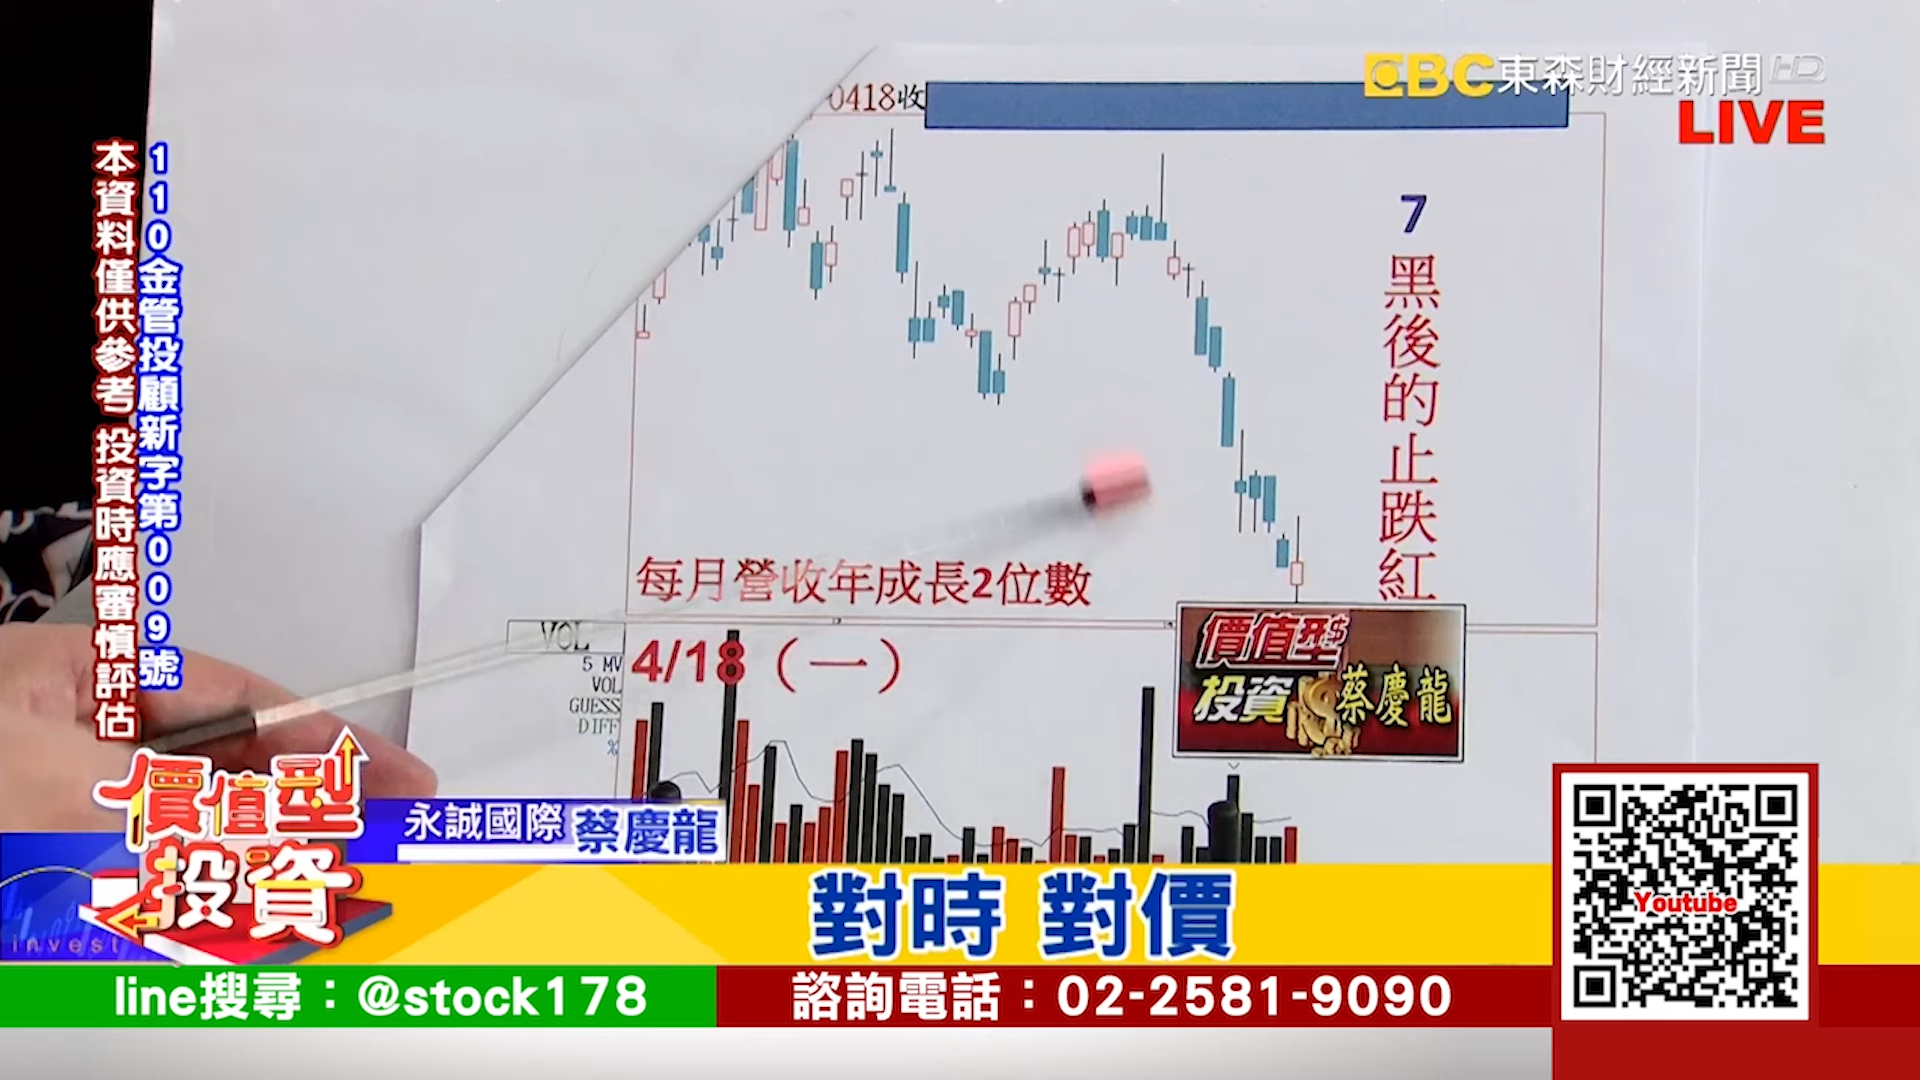 EBC東森財經新聞 HD
LIVE
110金管投顧新字第009號
本資料僅供參考 投資時應審慎評估
0418收
7黑後的止跌紅
每月營收年成長2位數
VOL
4/18（一）
5 MV
VOL
GUESS
DIFF
%
價值型
投資
蔡慶龍
價值型
投資
invest
永誠國際 蔡慶龍
對時 對價
Youtube
line搜尋：@stock178
諮詢電話：02-2581-9090